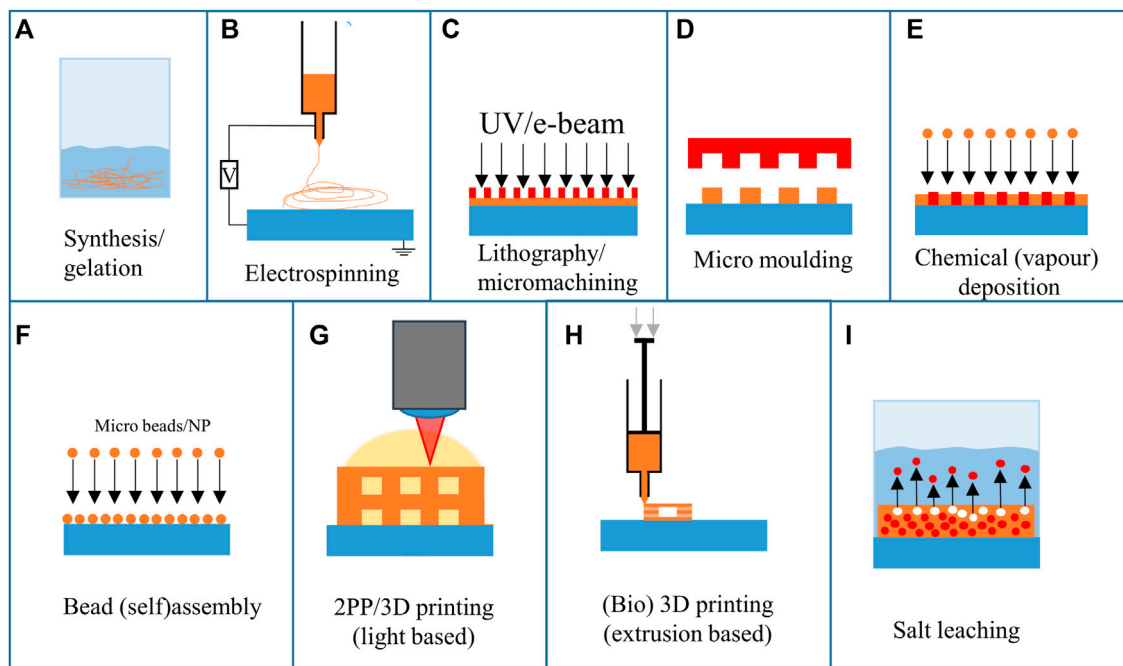 A
Synthesis/
gelation
B
V
Electrospinning
C
UV/e-beam
Lithography/
micromachining
D
Micro moulding
E
Chemical (vapour)
deposition
F
Micro beads/NP
Bead (self)assembly
G
2PP/3D printing
(light based)
H
(Bio) 3D printing
(extrusion based)
I
Salt leaching